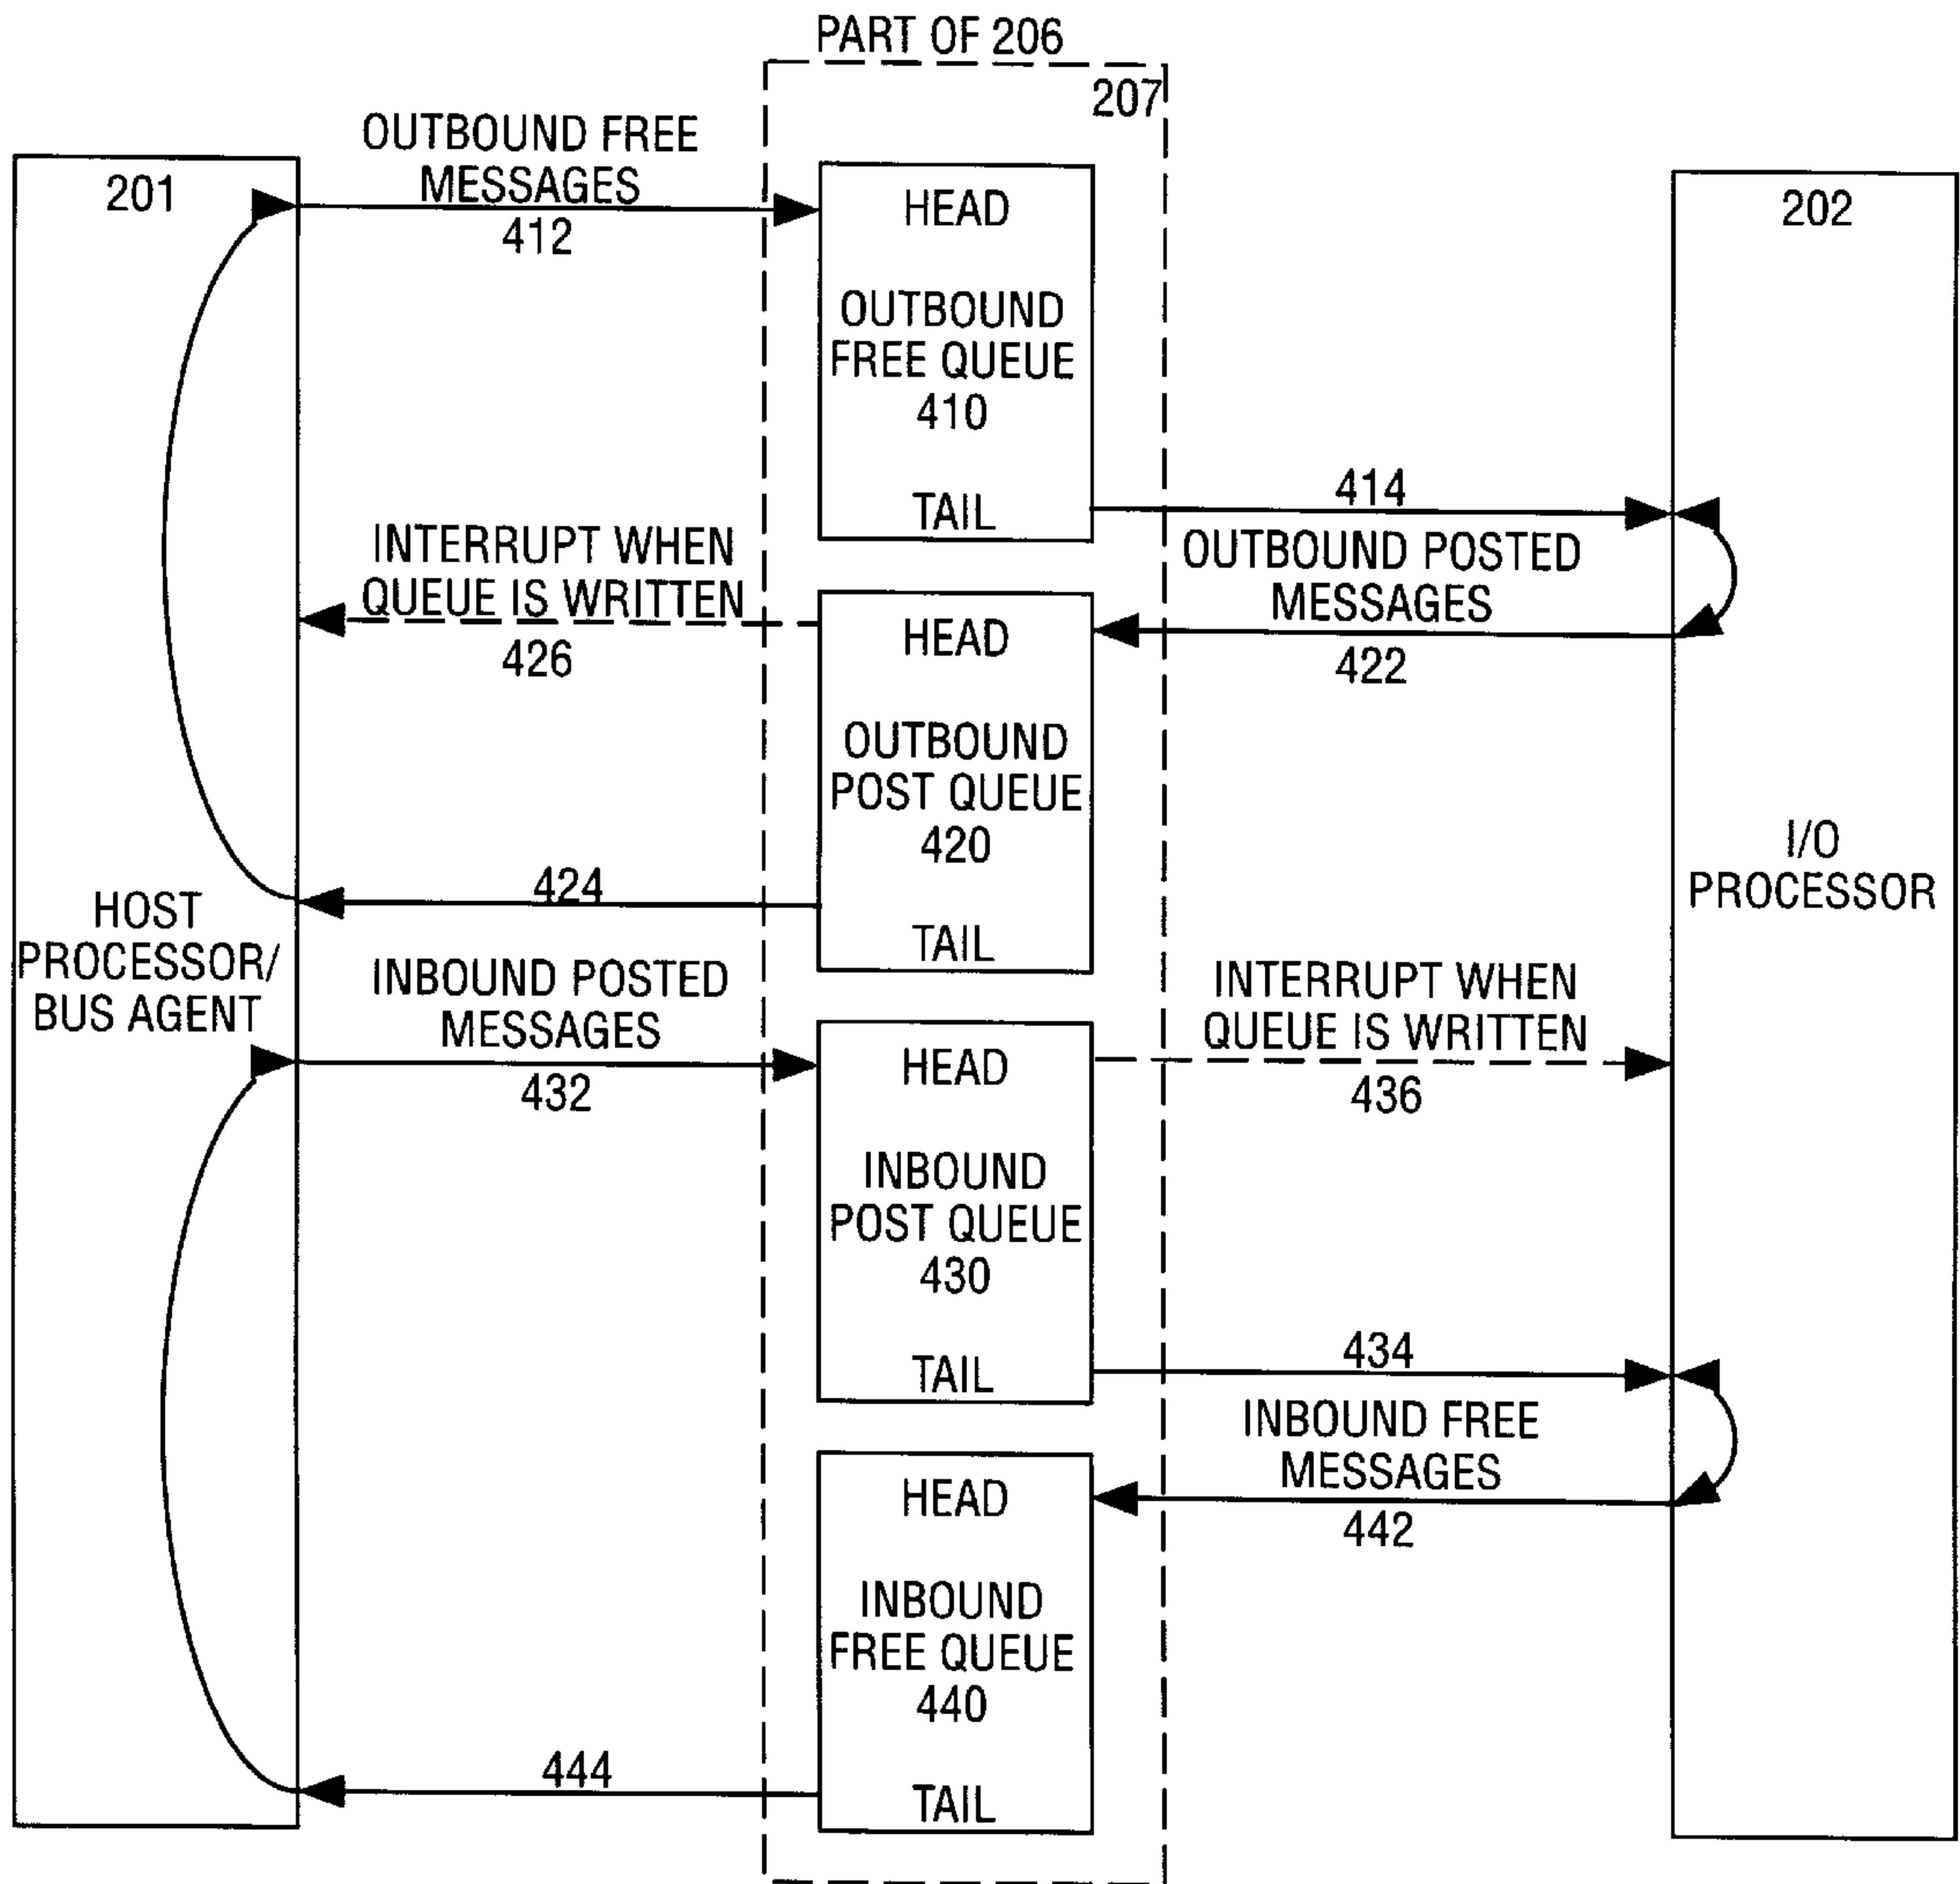 PART OF 206
207
201
OUTBOUND FREE
MESSAGES
412
HEAD
OUTBOUND
FREE QUEUE
410
TAIL
202
414
OUTBOUND POSTED
MESSAGES
422
INTERRUPT WHEN
QUEUE IS WRITTEN
426
HEAD
OUTBOUND
POST QUEUE
420
TAIL
424
HOST
PROCESSOR/
BUS AGENT
I/O
PROCESSOR
INBOUND POSTED
MESSAGES
432
HEAD
INBOUND
POST QUEUE
430
TAIL
INTERRUPT WHEN
QUEUE IS WRITTEN
436
434
INBOUND FREE
MESSAGES
442
HEAD
INBOUND
FREE QUEUE
440
TAIL
444